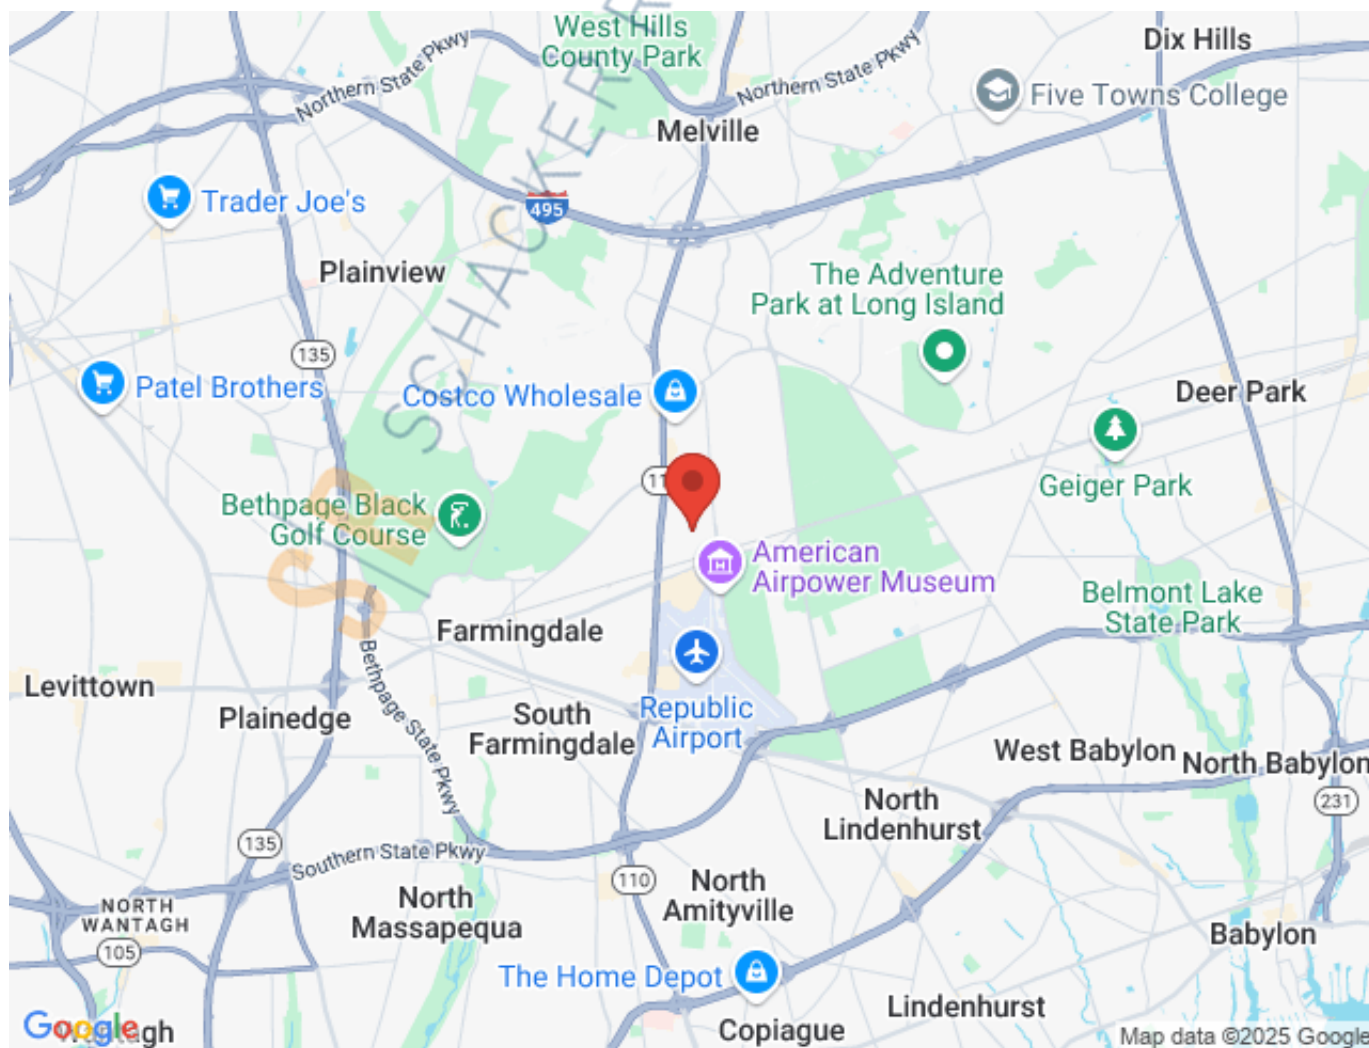 West Hills
County Park
Dix Hills
Northern State Pkwy
Northern State Pkwy
Five Towns College
Melville
Trader Joe's
495
Plainview
The Adventure
Park at Long Island
135
Patel Brothers
Costco Wholesale
Deer Park
SCHACKER
Geiger Park
Bethpage Black
Golf Course
American
Airpower Museum
SR
Belmont Lake
State Park
Farmingdale
Bethpage State Pkwy
Levittown
Plainedge
South
Farmingdale
Republic
Airport
West Babylon
North Babylon
North
Lindenhurst
231
135
Southern State Pkwy
110
North
Massapequa
North
Amityville
NORTH
WANTAGH
105
Babylon
The Home Depot
Lindenhurst
Google
Copiague
Map data ©2025 Google